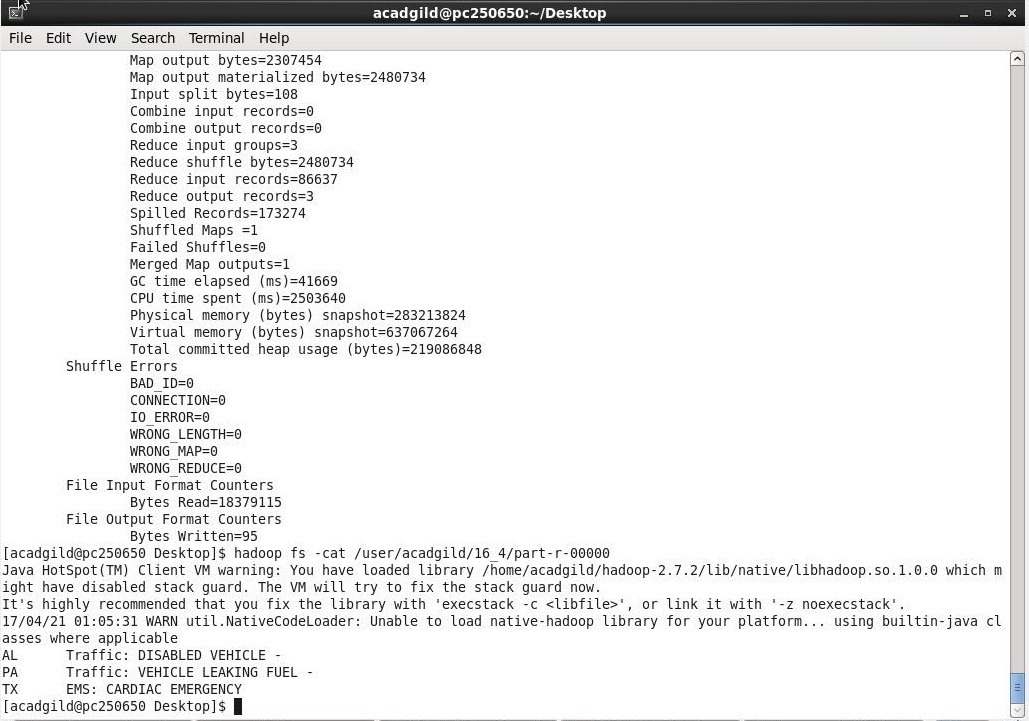 acadgild@pc250650:~/Desktop
File Edit View Search Terminal Help
Map output bytes=2307454
Map output materialized bytes=2480734
Input split bytes=108
Combine input records=0
Combine output records=0
Reduce input groups=3
Reduce shuffle bytes=2480734
Reduce input records=86637
Reduce output records=3
Spilled Records=173274
Shuffled Maps =1
Failed Shuffles=0
Merged Map outputs=1
GC time elapsed (ms)=41669
CPU time spent (ms)=2503640
Physical memory (bytes) snapshot=283213824
Virtual memory (bytes) snapshot=637067264
Total committed heap usage (bytes)=219086848
Shuffle Errors
BAD_ID=0
CONNECTION=0
IO_ERROR=0
WRONG_LENGTH=0
WRONG_MAP=0
WRONG_REDUCE=0
File Input Format Counters
Bytes Read=18379115
File Output Format Counters
Bytes Written=95
[acadgild@pc250650 Desktop]$ hadoop fs -cat /user/acadgild/16_4/part-r-00000
Java HotSpot(TM) Client VM warning: You have loaded library /home/acadgild/hadoop-2.7.2/lib/native/libhadoop.so.1.0.0 which m
ight have disabled stack guard. The VM will try to fix the stack guard now.
It's highly recommended that you fix the library with 'execstack -c <libfile>', or link it with '-z noexecstack'.
17/04/21 01:05:31 WARN util.NativeCodeLoader: Unable to load native-hadoop library for your platform... using builtin-java cl
asses where applicable
AL Traffic: DISABLED VEHICLE -
PA Traffic: VEHICLE LEAKING FUEL -
TX EMS: CARDIAC EMERGENCY
[acadgild@pc250650 Desktop]$